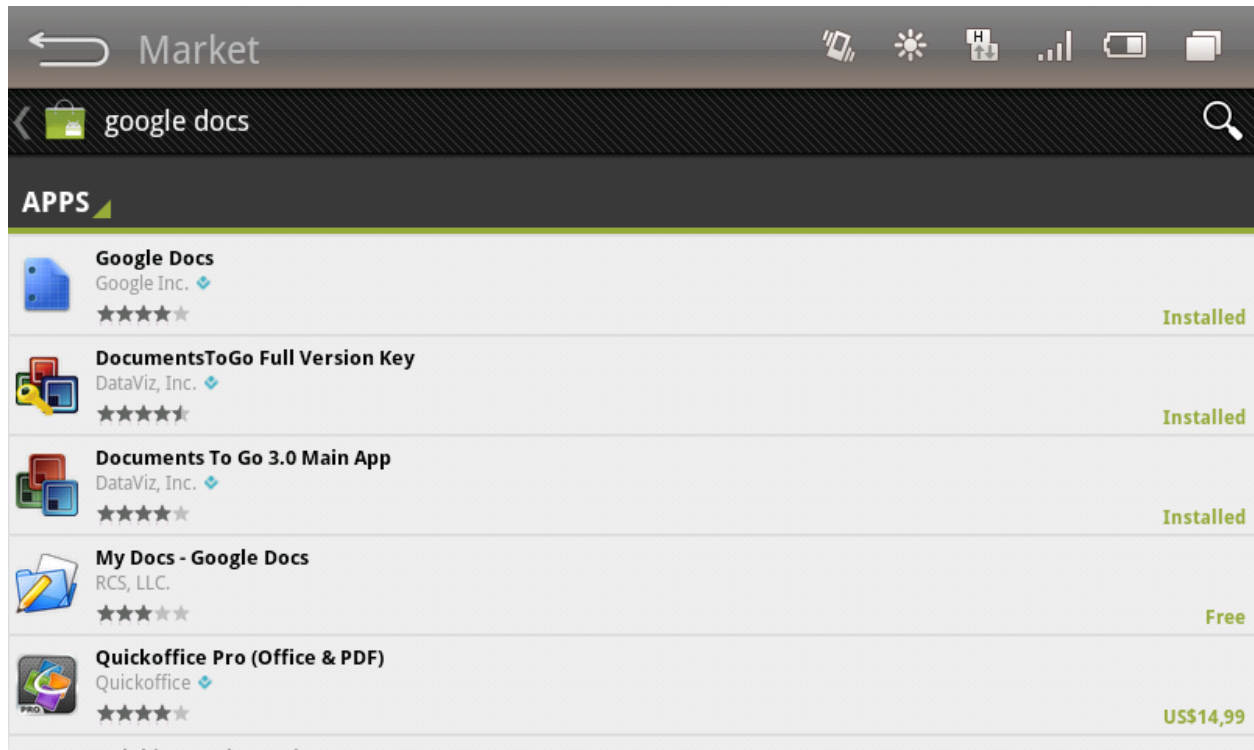 Market
H
google docs
APPS
Google Docs
Google Inc.
Installed
DocumentsToGo Full Version Key
DataViz, Inc.
Installed
Documents To Go 3.0 Main App
DataViz, Inc.
Installed
My Docs - Google Docs
RCS, LLC.
Free
Quickoffice Pro (Office & PDF)
Quickoffice
PRO
US$14,99